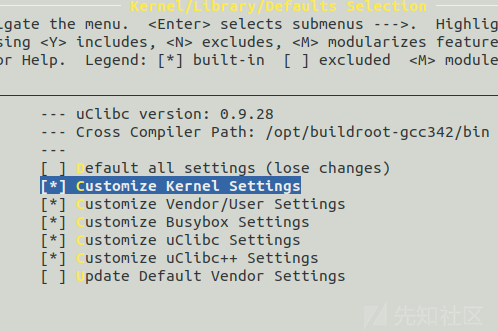 Kernel/Library/Defaults Selection
igate the menu.  <Enter> selects submenus --->.  Highlig
sing <Y> includes, <N> excludes, <M> modularizes feature
or Help.  Legend: [*] built-in  [ ] excluded  <M> module
--- uClibc version: 0.9.28
--- Cross Compiler Path: /opt/buildroot-gcc342/bin
---
[ ] Default all settings (lose changes)
[*] Customize Kernel Settings
[*] Customize Vendor/User Settings
[*] Customize Busybox Settings
[*] Customize uClibc Settings
[*] Customize uClibc++ Settings
[ ] Update Default Vendor Settings
先知社区